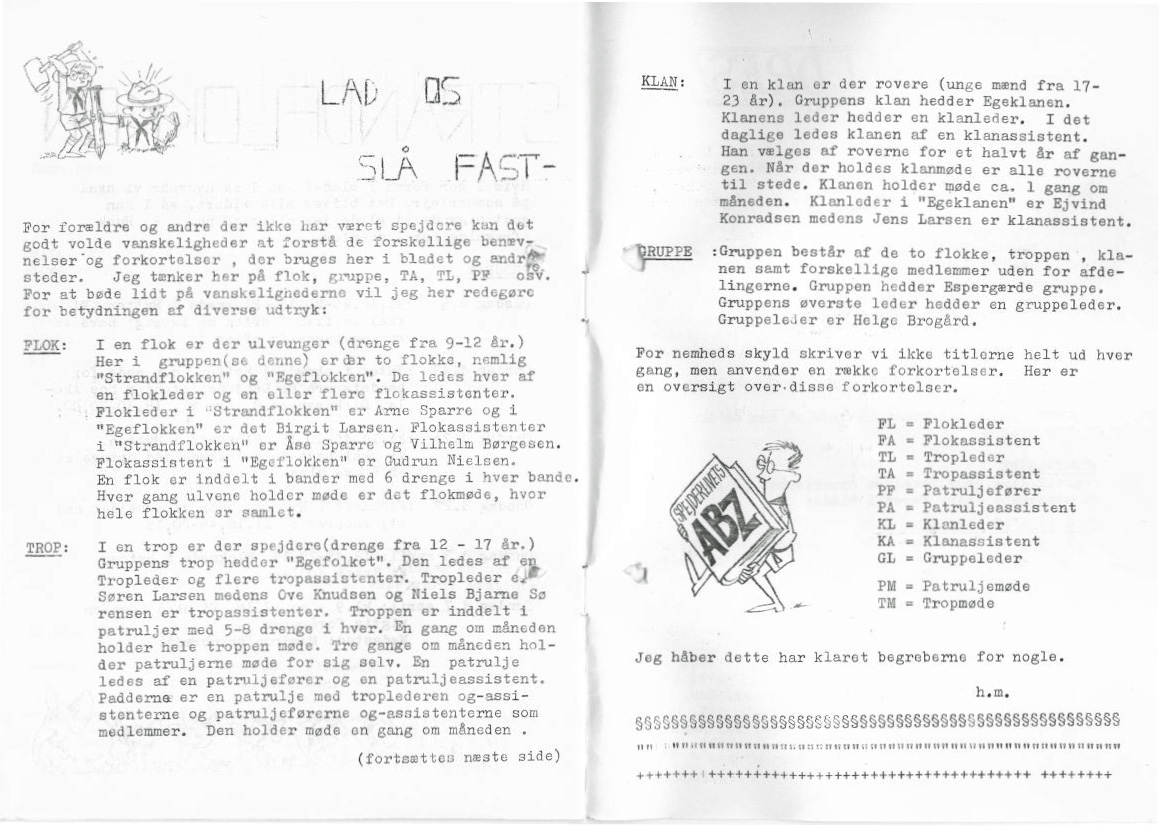 LAD OS
SLÅ FAST-
For forældre og andre der ikke har været spejdere kan det
godt volde vanskeligheder at forstå de forskellige benæv-
nelser og forkortelser , der bruges her i bladet og andre
steder. Jeg tænker her på flok, gruppe, TA, TL, PF osv.
For at bøde lidt på vanskelighederne vil jeg her redegøre
for betydningen af diverse udtryk:
FLOK: I en flok er der ulveunger (drenge fra 9-12 år.)
Her i gruppen(se denne) er der to flokke, nemlig
"Strandflokken" og "Egeflokken". De ledes hver af
en flokleder og en eller flere flokassistenter.
Flokleder i "Strandflokken" er Arne Sparre og i
"Egeflokken" er det Birgit Larsen. Flokassistenter
i "Strandflokken" er Åse Sparre og Vilhelm Børgesen.
Flokassistent i "Egeflokken" er Gudrun Nielsen.
En flok er inddelt i bander med 6 drenge i hver bande.
Hver gang ulvene holder møde er det flokmøde, hvor
hele flokken er samlet.
TROP: I en trop er der spejdere(drenge fra 12 - 17 år.)
Gruppens trop hedder "Egefolket". Den ledes af en
Tropleder og flere tropassistenter. Tropleder e
Søren Larsen medens Ove Knudsen og Niels Bjarne Sø
rensen er tropassistenter. Troppen er inddelt i
patruljer med 5-8 drenge i hver. En gang om måneden
holder hele troppen møde. Tre gange om måneden hol-
der patruljerne møde for sig selv. En patrulje
ledes af en patruljefører og en patruljeassistent.
Padderne er en patrulje med troplederen og-assi-
stenterne og patruljeførerne og-assistenterne som
medlemmer. Den holder møde en gang om måneden .
(fortsættes næste side)
KLAN: I en klan er der rovere (unge mænd fra 17-
23 år). Gruppens klan hedder Egeklanen.
Klanens leder hedder en klanleder. I det
daglige ledes klanen af en klanassistent.
Han vælges af roverne for et halvt år af gan-
gen. Når der holdes klanmøde er alle roverne
til stede. Klanen holder møde ca. 1 gang om
måneden. Klanleder i "Egeklanen" er Ejvind
Konradsen medens Jens Larsen er klanassistent.
GRUPPE :Gruppen består af de to flokke, troppen , kla-
nen samt forskellige medlemmer uden for afde-
lingerne. Gruppen hedder Espergærde gruppe.
Gruppens øverste leder hedder en gruppeleder.
Gruppeleder er Helge Brogård.
For nemheds skyld skriver vi ikke titlerne helt ud hver
gang, men anvender en række forkortelser. Her er
en oversigt over disse forkortelser.
SPEJDERLIVETS
ABZ
FL = Flokleder
FA = Flokassistent
TL = Tropleder
TA = Tropassistent
PF = Patruljefører
PA = Patruljeassistent
KL = Klanleder
KA = Klanassistent
GL = Gruppeleder
PM = Patruljemøde
TM = Tropmøde
Jeg håber dette har klaret begreberne for nogle.
h.m.
§§§§§§§§§§§§§§§§§§§§§§§§§§§§§§§§§§§§§§§§§§§§§§§§§§§§§§
""" """"""""""""""""""""""""""""""""""""""""""""""""
+++++++ ++++++++++++++++++++++++++++++++++++ ++++++++